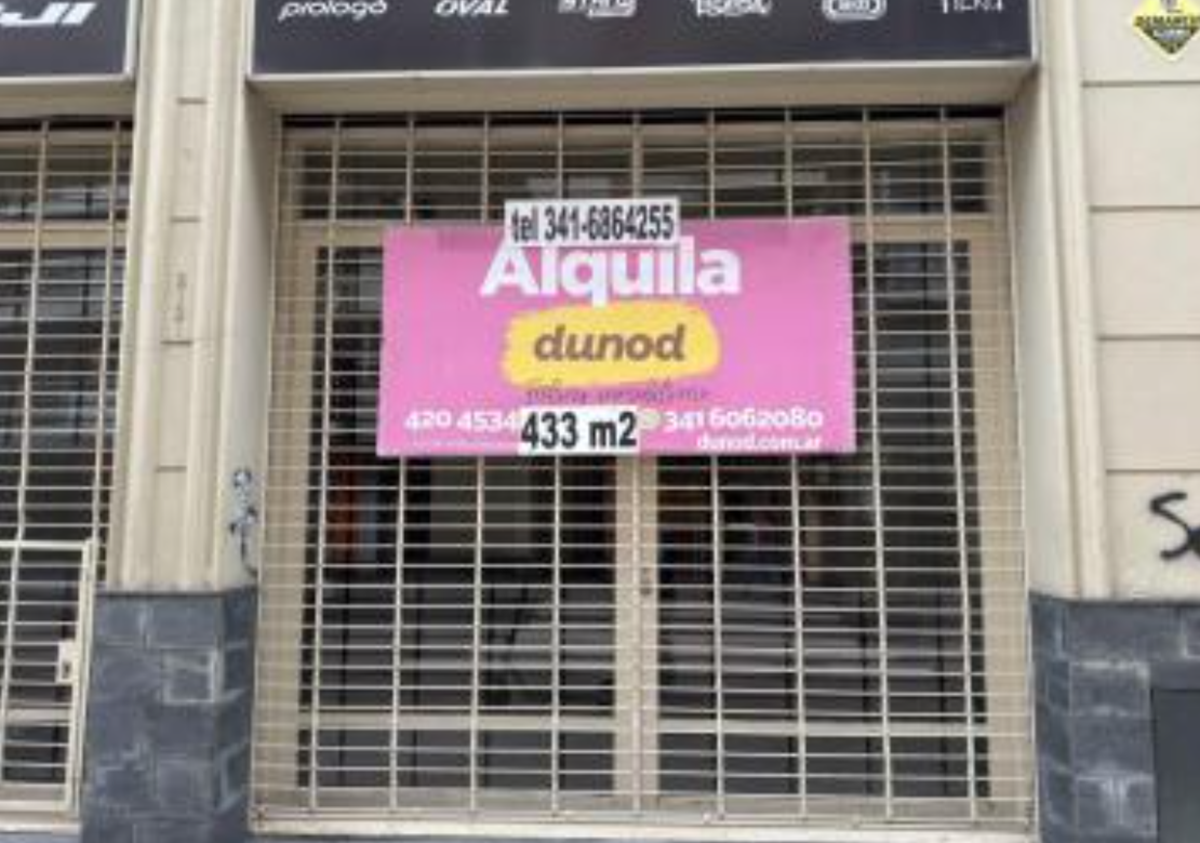 prologo OVAL
tel 341-6864255
Alquila
dunod
420 4534
433 m2
341 6062080
dunod.com.ar